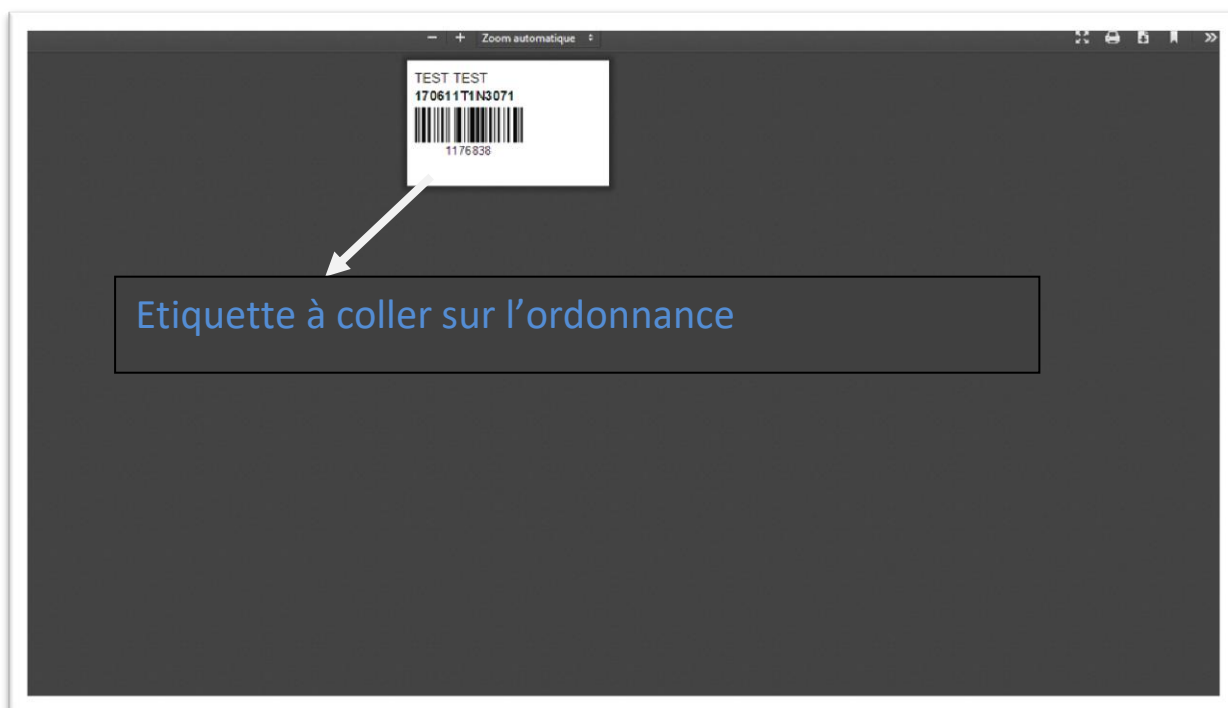 − + Zoom automatique
TEST TEST
170611T1N3071
1176838
Etiquette à coller sur l’ordonnance